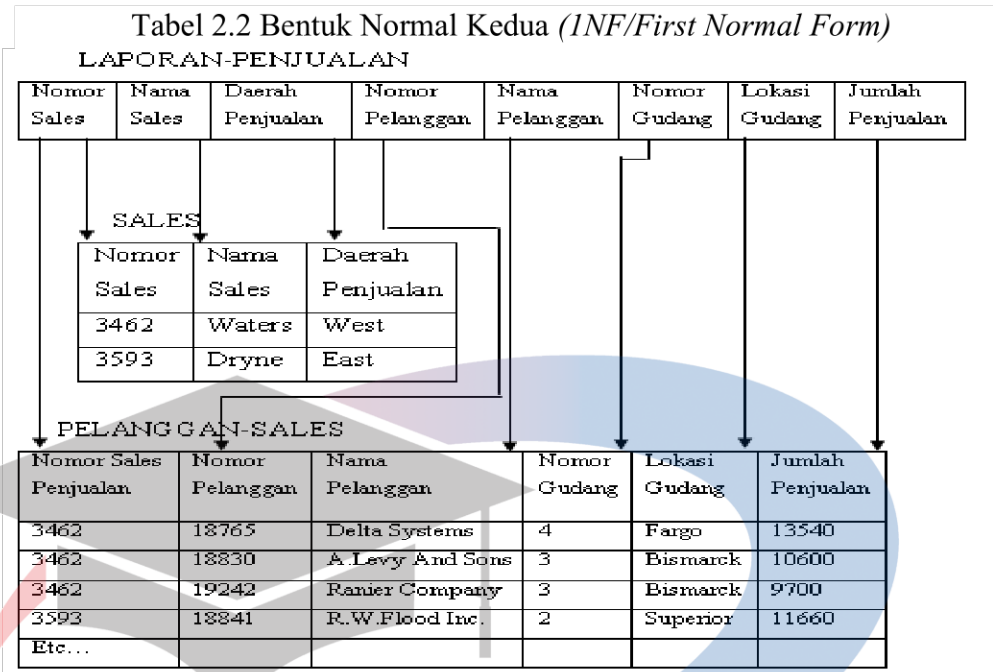 Tabel 2.2 Bentuk Normal Kedua (1NF/First Normal Form)
LAPORAN-PENJUALAN
Nomor Sales | Nama Sales | Daerah Penjualan | Nomor Pelanggan | Nama Pelanggan | Nomor Gudang | Lokasi Gudang | Jumlah Penjualan
SALES
Nomor Sales | Nama Sales | Daerah Penjualan
3462 | Waters | West
3593 | Dryne | East
PELANGGAN-SALES
Nomor Sales Penjualan | Nomor Pelanggan | Nama Pelanggan | Nomor Gudang | Lokasi Gudang | Jumlah Penjualan
3462 | 18765 | Delta Systems | 4 | Fargo | 13540
3462 | 18830 | A.Levy And Sons | 3 | Bismarck | 10600
3462 | 19242 | Ranier Company | 3 | Bismarck | 9700
3593 | 18841 | R.W.Flood Inc. | 2 | Superior | 11660
Etc...